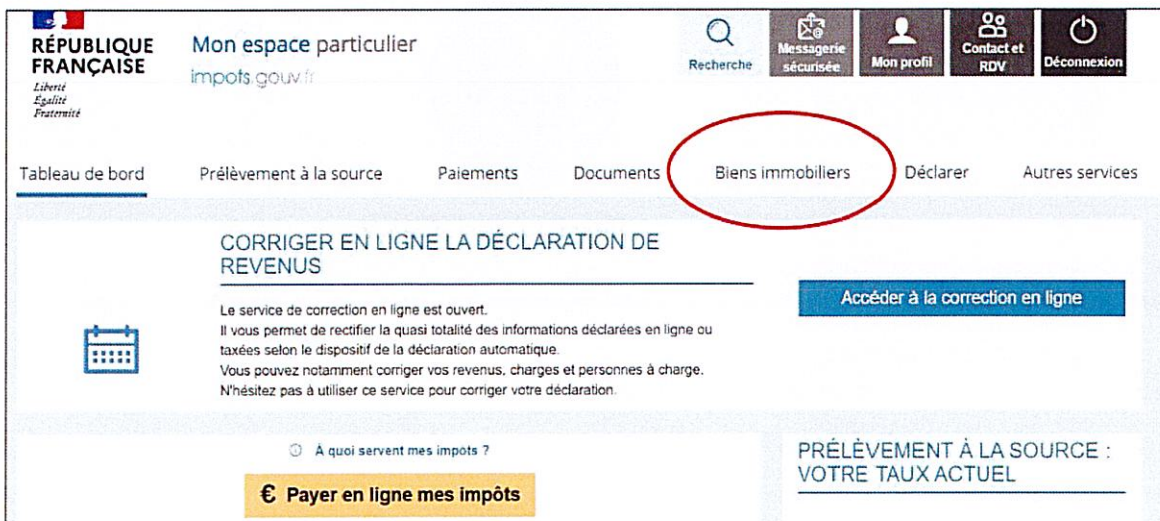 RÉPUBLIQUE
FRANÇAISE
Liberté
Égalité
Fraternité
Mon espace particulier
impots.gouv.fr
Recherche
Messagerie
sécurisée
Mon profil
Contact et
RDV
Déconnexion
Tableau de bord
Prélèvement à la source
Paiements
Documents
Biens immobiliers
Déclarer
Autres services
CORRIGER EN LIGNE LA DÉCLARATION DE
REVENUS
Le service de correction en ligne est ouvert.
Il vous permet de rectifier la quasi totalité des informations déclarées en ligne ou
taxées selon le dispositif de la déclaration automatique.
Vous pouvez notamment corriger vos revenus, charges et personnes à charge.
N'hésitez pas à utiliser ce service pour corriger votre déclaration.
Accéder à la correction en ligne
À quoi servent mes impots ?
€ Payer en ligne mes impôts
PRÉLÈVEMENT À LA SOURCE :
VOTRE TAUX ACTUEL